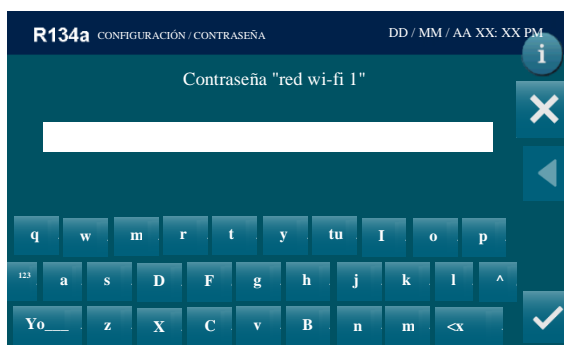 R134a CONFIGURACIÓN / CONTRASEÑA DD / MM / AA XX: XX PM
i
Contraseña "red wi-fi 1"
q w m r t y tu I o p
123 a s D F g h j k l ^
Yo___ z X C v B n m <x